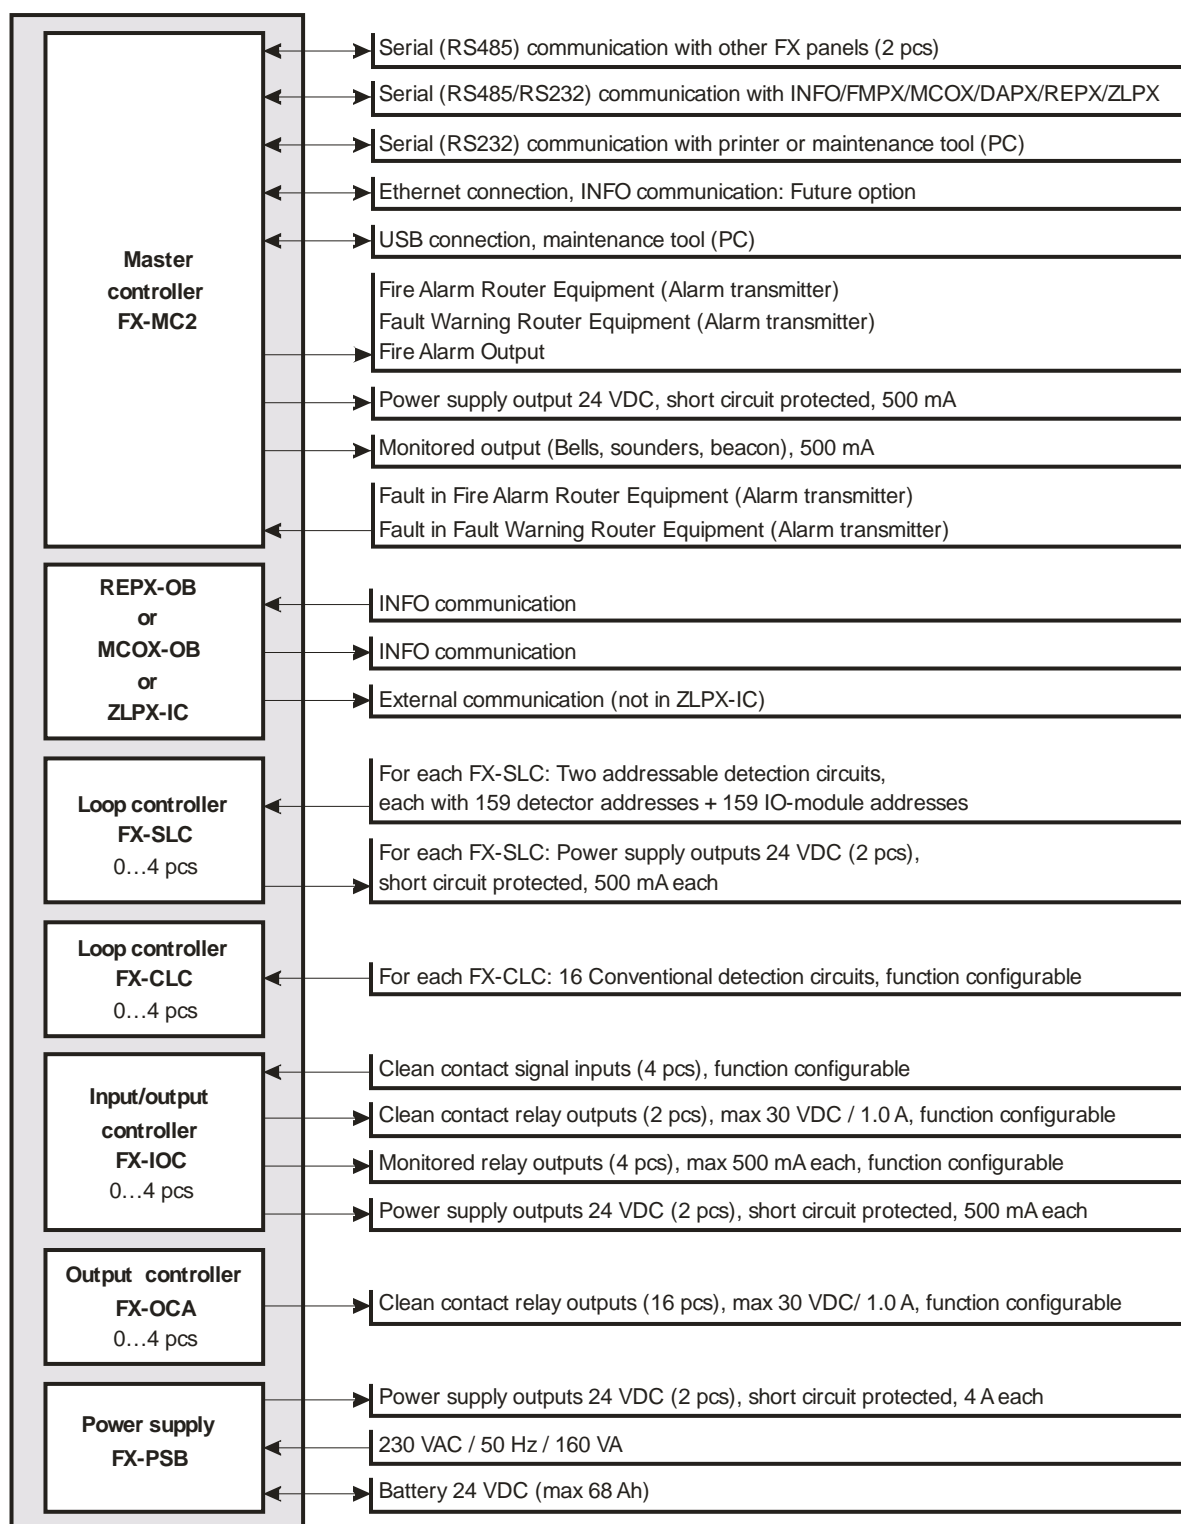 Master
controller
FX-MC2
Serial (RS485) communication with other FX panels (2 pcs)
Serial (RS485/RS232) communication with INFO/FMPX/MCOX/DAPX/REPX/ZLPX
Serial (RS232) communication with printer or maintenance tool (PC)
Ethernet connection, INFO communication: Future option
USB connection, maintenance tool (PC)
Fire Alarm Router Equipment (Alarm transmitter)
Fault Warning Router Equipment (Alarm transmitter)
Fire Alarm Output
Power supply output 24 VDC, short circuit protected, 500 mA
Monitored output (Bells, sounders, beacon), 500 mA
Fault in Fire Alarm Router Equipment (Alarm transmitter)
Fault in Fault Warning Router Equipment (Alarm transmitter)
REPX-OB
or
MCOX-OB
or
ZLPX-IC
INFO communication
INFO communication
External communication (not in ZLPX-IC)
Loop controller
FX-SLC
0…4 pcs
For each FX-SLC: Two addressable detection circuits,
each with 159 detector addresses + 159 IO-module addresses
For each FX-SLC: Power supply outputs 24 VDC (2 pcs),
short circuit protected, 500 mA each
Loop controller
FX-CLC
0…4 pcs
For each FX-CLC: 16 Conventional detection circuits, function configurable
Input/output
controller
FX-IOC
0…4 pcs
Clean contact signal inputs (4 pcs), function configurable
Clean contact relay outputs (2 pcs), max 30 VDC / 1.0 A, function configurable
Monitored relay outputs (4 pcs), max 500 mA each, function configurable
Power supply outputs 24 VDC (2 pcs), short circuit protected, 500 mA each
Output controller
FX-OCA
0…4 pcs
Clean contact relay outputs (16 pcs), max 30 VDC/ 1.0 A, function configurable
Power supply
FX-PSB
Power supply outputs 24 VDC (2 pcs), short circuit protected, 4 A each
230 VAC / 50 Hz / 160 VA
Battery 24 VDC (max 68 Ah)